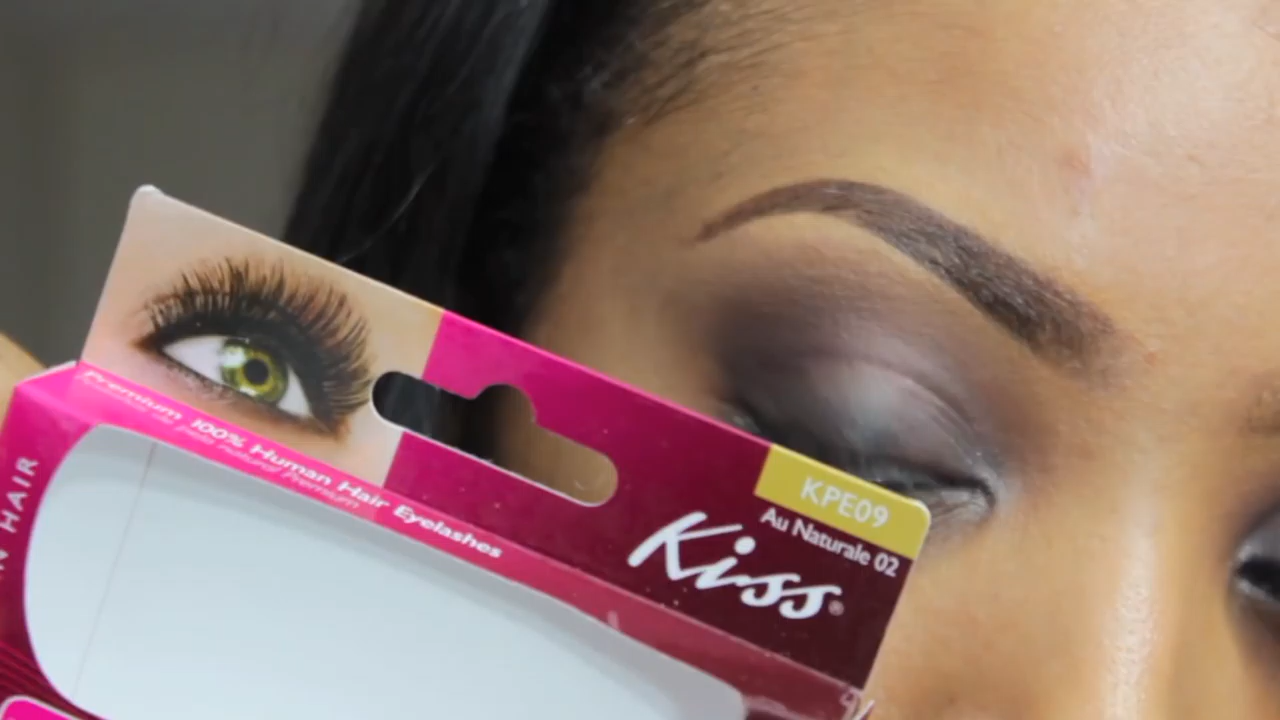 KPE09
Au Naturale 02
Kiss®
Premium 100% Human Hair Eyelashes
HAIR